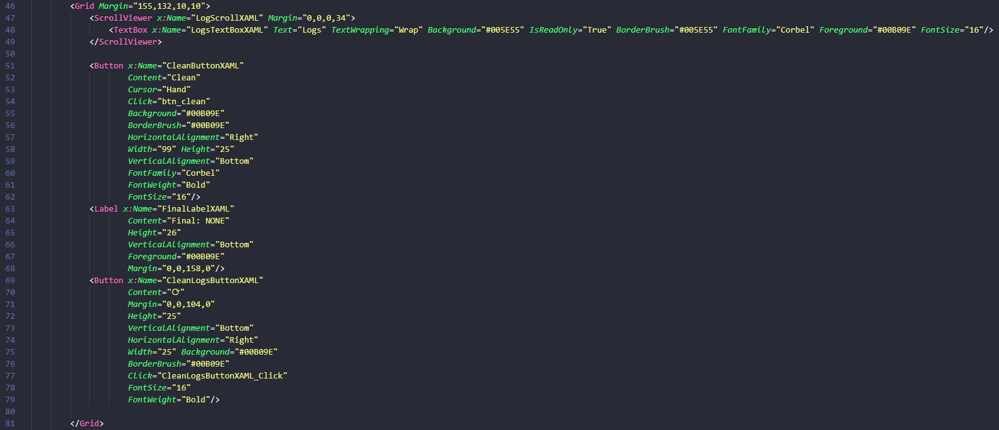 46 <Grid Margin="155,132,10,10">
47 <ScrollViewer x:Name="LogScrollXAML" Margin="0,0,0,34">
48 <TextBox x:Name="LogsTextBoxXAML" Text="Logs" TextWrapping="Wrap" Background="#005E55" IsReadOnly="True" BorderBrush="#005E55" FontFamily="Corbel" Foreground="#00B09E" FontSize="16"/>
49 </ScrollViewer>
50
51 <Button x:Name="CleanButtonXAML"
52 Content="Clean"
53 Cursor="Hand"
54 Click="btn_clean"
55 Background="#00B09E"
56 BorderBrush="#00B09E"
57 HorizontalAlignment="Right"
58 Width="99" Height="25"
59 VerticalAlignment="Bottom"
60 FontFamily="Corbel"
61 FontWeight="Bold"
62 FontSize="16"/>
63 <Label x:Name="FinalLabelXAML"
64 Content="Final: NONE"
65 Height="26"
66 VerticalAlignment="Bottom"
67 Foreground="#00B09E"
68 Margin="0,0,158,0"/>
69 <Button x:Name="CleanLogsButtonXAML"
70 Content="⟳"
71 Margin="0,0,104,0"
72 Height="25"
73 VerticalAlignment="Bottom"
74 HorizontalAlignment="Right"
75 Width="25" Background="#00B09E"
76 BorderBrush="#00B09E"
77 Click="CleanLogsButtonXAML_Click"
78 FontSize="16"
79 FontWeight="Bold"/>
80
81 </Grid>